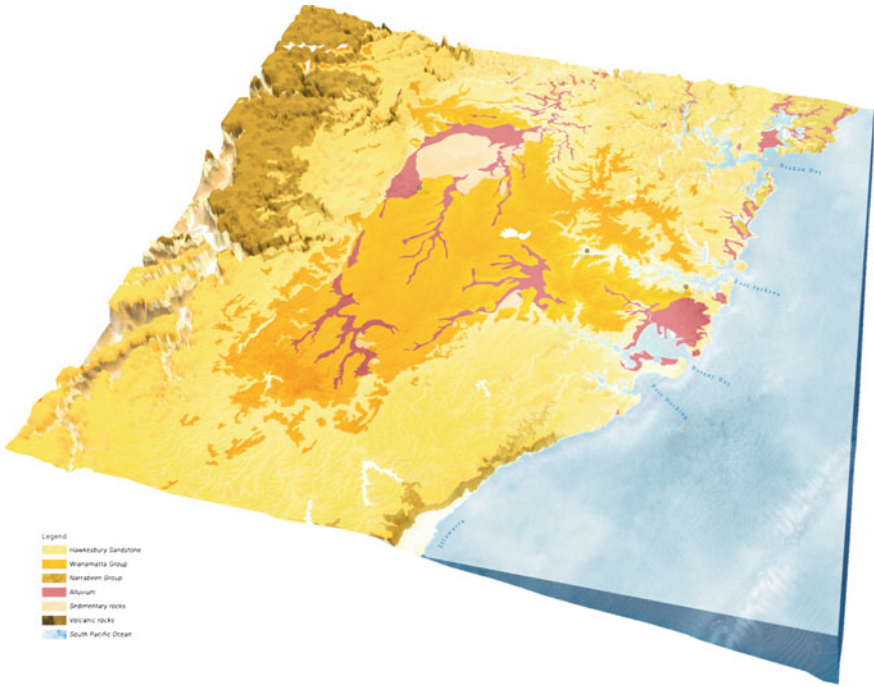 Broken Bay
Port Jackson
Botany Bay
Port Hacking
Illawarra
Legend
Hawkesbury Sandstone
Wianamatta Group
Narrabeen Group
Alluvium
Sedimentary rocks
Volcanic rocks
South Pacific Ocean